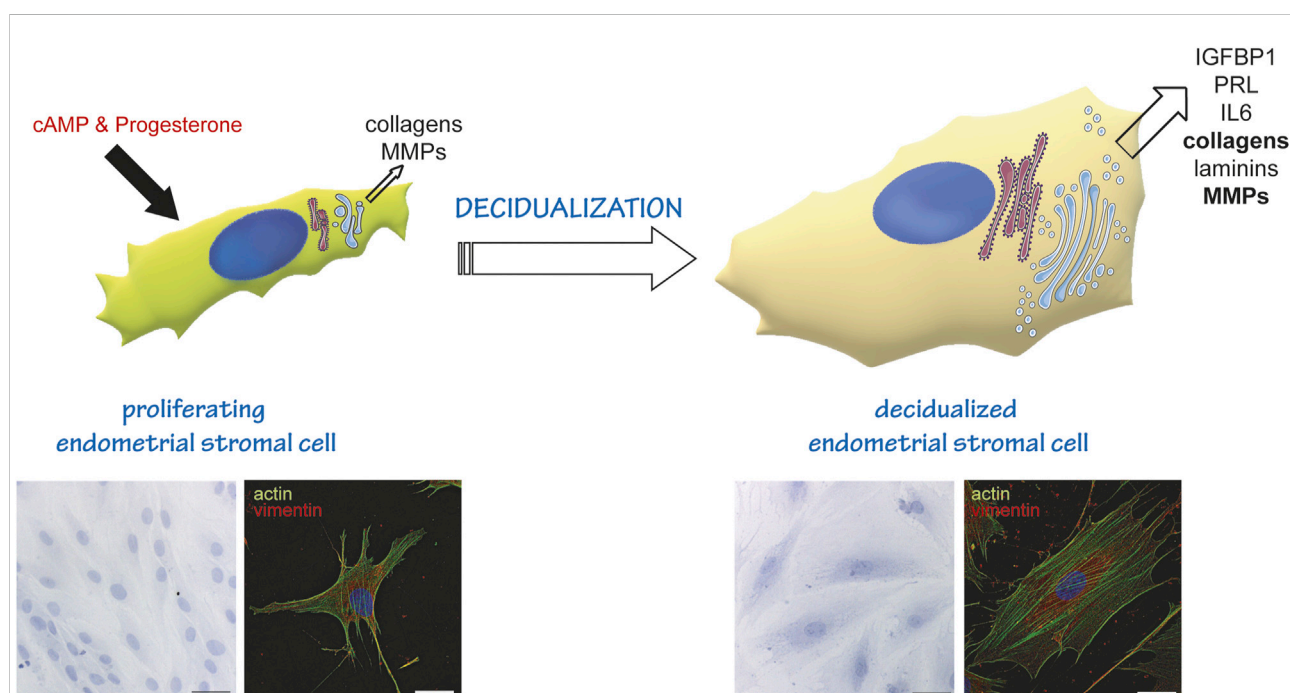 cAMP & Progesterone
collagens
MMPs
DECIDUALIZATION
IGFBP1
PRL
IL6
collagens
laminins
MMPs
proliferating
endometrial stromal cell
decidualized
endometrial stromal cell
actin
vimentin
actin
vimentin